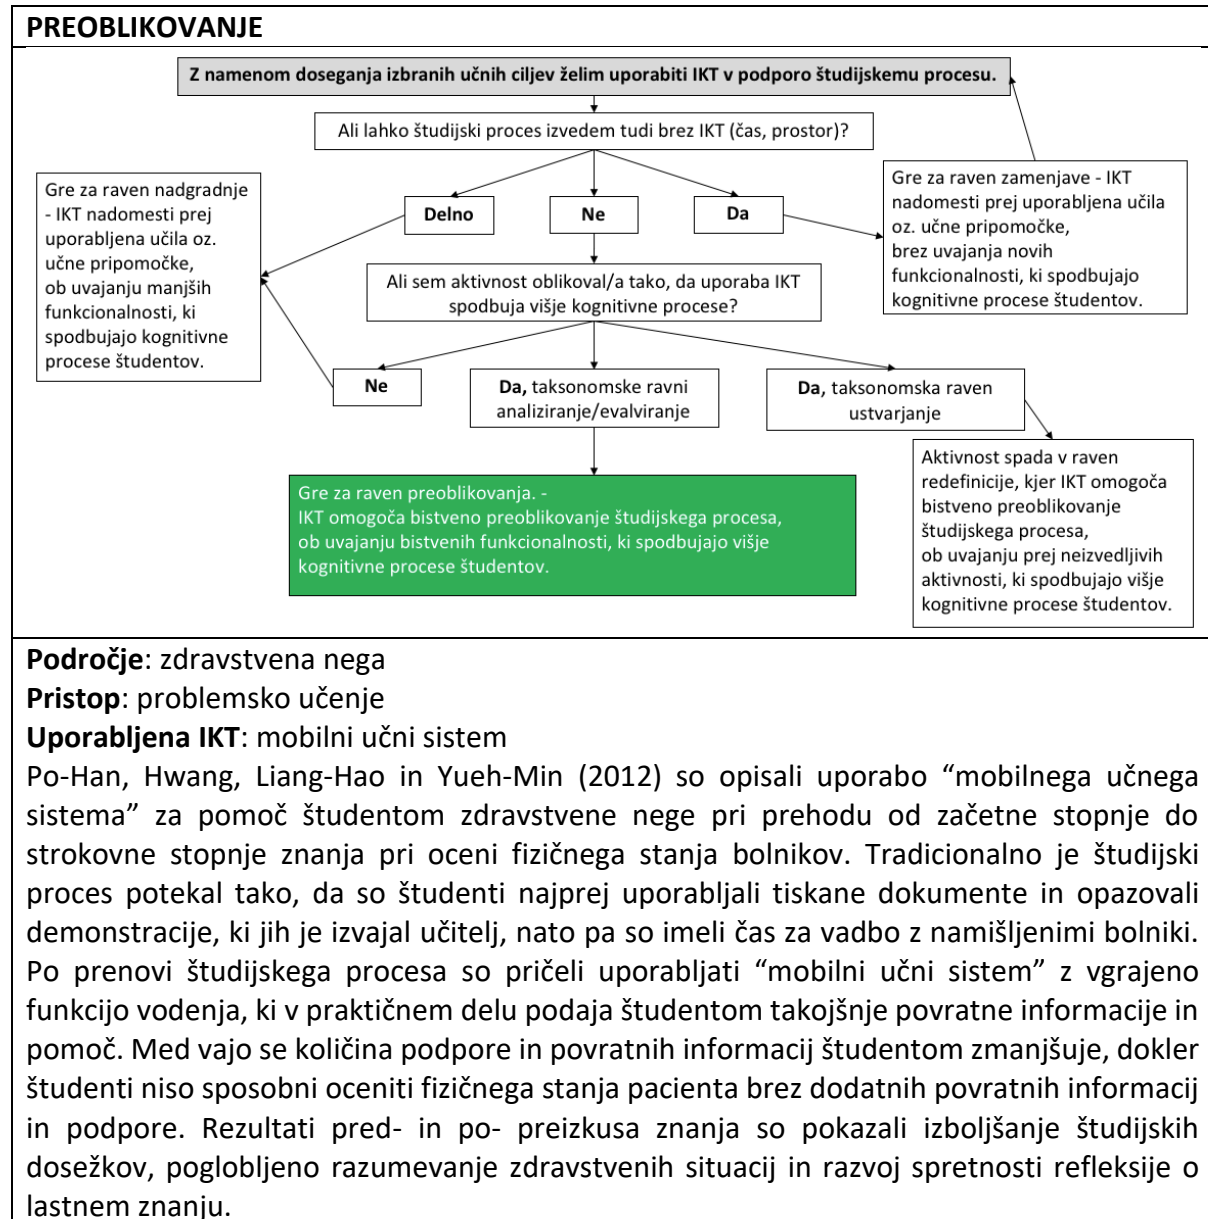 PREOBLIKOVANJE
Z namenom doseganja izbranih učnih ciljev želim uporabiti IKT v podporo študijskemu procesu.
Ali lahko študijski proces izvedem tudi brez IKT (čas, prostor)?
Gre za raven nadgradnje
- IKT nadomesti prej
uporabljena učila oz.
učne pripomočke,
ob uvajanju manjših
funkcionalnosti, ki
spodbujajo kognitivne
procese študentov.
Delno
Ne
Da
Gre za raven zamenjave - IKT
nadomesti prej uporabljena učila
oz. učne pripomočke,
brez uvajanja novih
funkcionalnosti, ki spodbujajo
kognitivne procese študentov.
Ali sem aktivnost oblikoval/a tako, da uporaba IKT
spodbuja višje kognitivne procese?
Ne
Da, taksonomske ravni
analiziranje/evalviranje
Da, taksonomska raven
ustvarjanje
Gre za raven preoblikovanja. -
IKT omogoča bistveno preoblikovanje študijskega procesa,
ob uvajanju bistvenih funkcionalnosti, ki spodbujajo višje
kognitivne procese študentov.
Aktivnost spada v raven
redefinicije, kjer IKT omogoča
bistveno preoblikovanje
študijskega procesa,
ob uvajanju prej neizvedljivih
aktivnosti, ki spodbujajo višje
kognitivne procese študentov.
Področje: zdravstvena nega
Pristop: problemsko učenje
Uporabljena IKT: mobilni učni sistem
Po-Han, Hwang, Liang-Hao in Yueh-Min (2012) so opisali uporabo “mobilnega učnega
sistema” za pomoč študentom zdravstvene nege pri prehodu od začetne stopnje do
strokovne stopnje znanja pri oceni fizičnega stanja bolnikov. Tradicionalno je študijski
proces potekal tako, da so študenti najprej uporabljali tiskane dokumente in opazovali
demonstracije, ki jih je izvajal učitelj, nato pa so imeli čas za vadbo z namišljenimi bolniki.
Po prenovi študijskega procesa so pričeli uporabljati “mobilni učni sistem” z vgrajeno
funkcijo vodenja, ki v praktičnem delu podaja študentom takojšnje povratne informacije in
pomoč. Med vajo se količina podpore in povratnih informacij študentom zmanjšuje, dokler
študenti niso sposobni oceniti fizičnega stanja pacienta brez dodatnih povratnih informacij
in podpore. Rezultati pred- in po- preizkusa znanja so pokazali izboljšanje študijskih
dosežkov, poglobljeno razumevanje zdravstvenih situacij in razvoj spretnosti refleksije o
lastnem znanju.